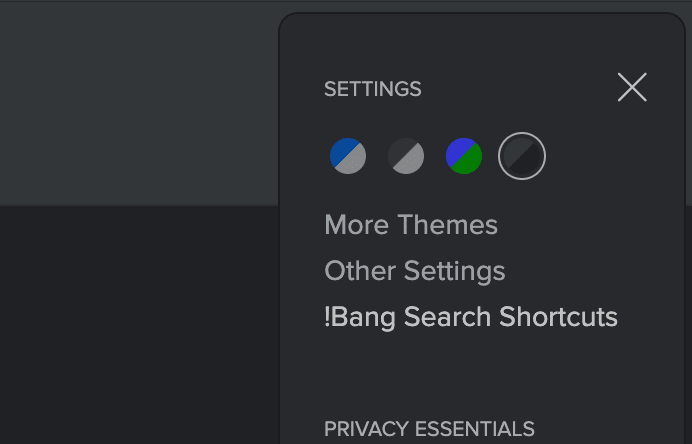 SETTINGS
More Themes
Other Settings
!Bang Search Shortcuts
PRIVACY ESSENTIALS